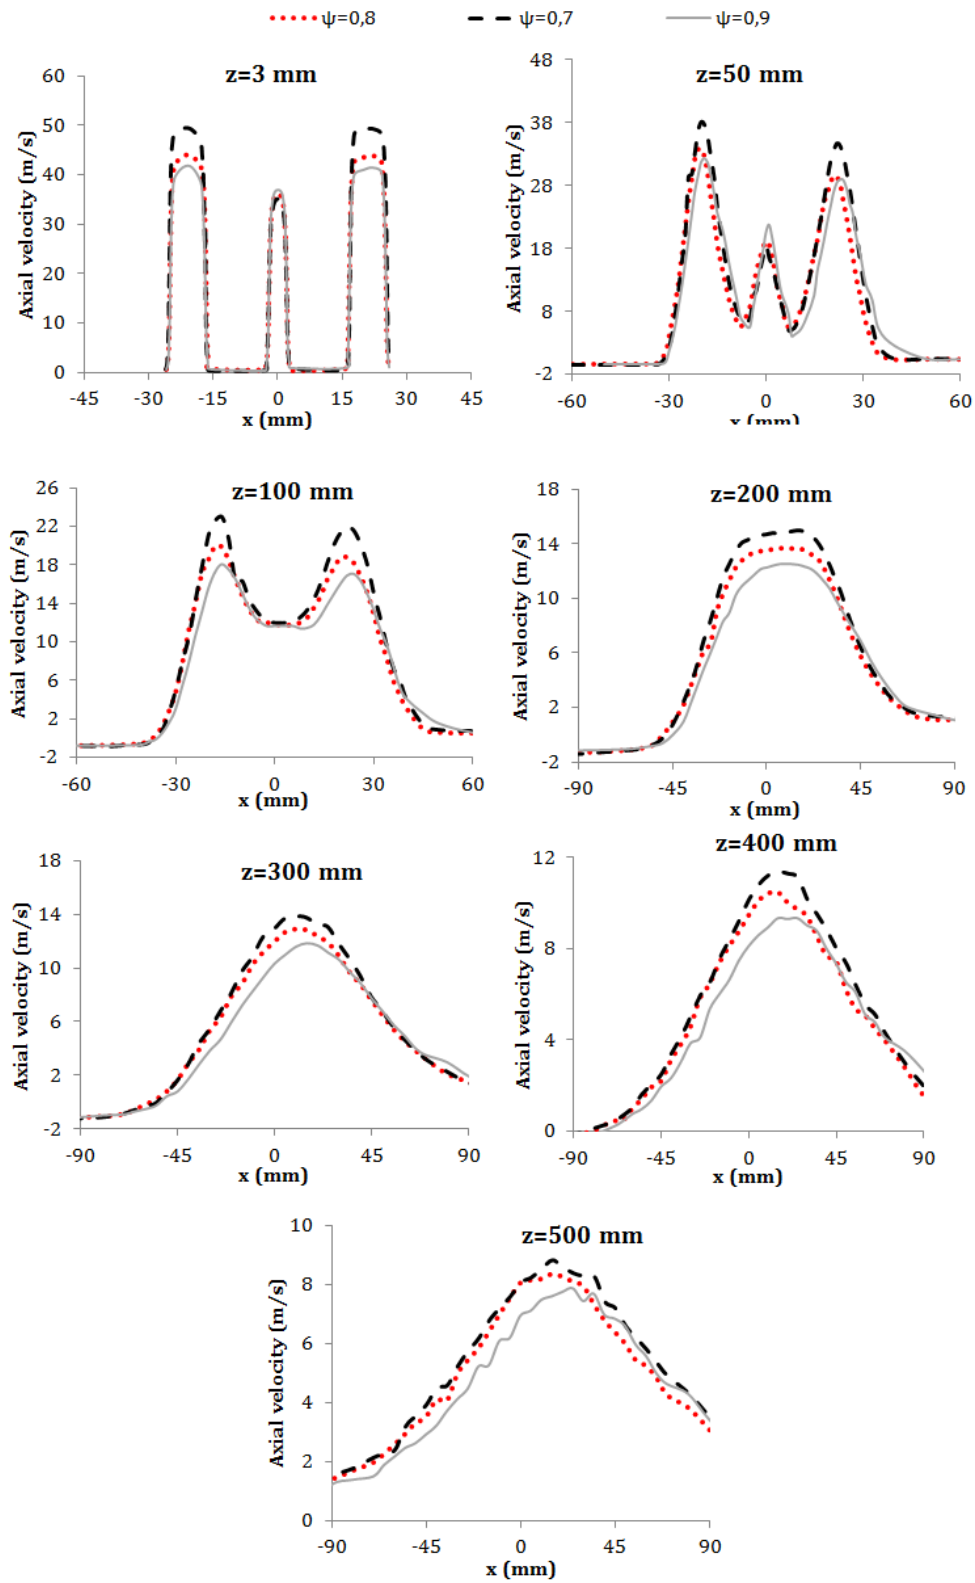 ψ=0,8 ψ=0,7 ψ=0,9
z=3 mm
Axial velocity (m/s)
60
50
40
30
20
10
0
-45 -30 -15 0 15 30 45
x (mm)
z=50 mm
Axial velocity (m/s)
48
38
28
18
8
-2
-60 -30 0 30 60
x (mm)
z=100 mm
Axial velocity (m/s)
26
22
18
14
10
6
2
-2
-60 -30 0 30 60
x (mm)
z=200 mm
Axial velocity (m/s)
18
14
10
6
2
-2
-90 -45 0 45 90
x (mm)
z=300 mm
Axial velocity (m/s)
18
14
10
6
2
-2
-90 -45 0 45 90
x (mm)
z=400 mm
Axial velocity (m/s)
12
8
4
0
-90 -45 0 45 90
x (mm)
z=500 mm
Axial velocity (m/s)
10
8
6
4
2
0
-90 -45 0 45 90
x (mm)